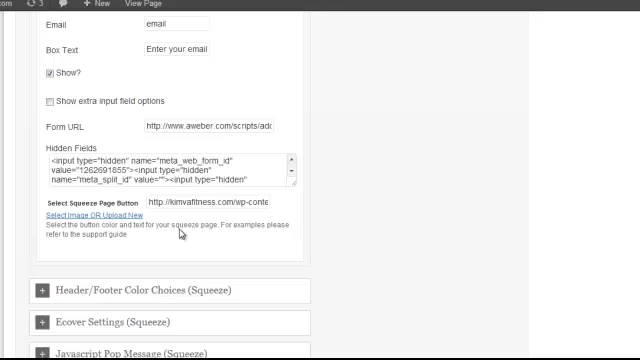 com 3 New View Page
Email email
Box Text Enter your email
Show?
Show extra input field options
Form URL http://www.aweber.com/scripts/add
Hidden Fields
<input type="hidden" name="meta_web_form_id"
value="1262691855"><input type="hidden"
name="meta_split_id" value=""><input type="hidden"
Select Squeeze Page Button http://kimvafitness.com/wp-conte
Select Image OR Upload New
Select the button color and text for your squeeze page. For examples please
refer to the support guide
+ Header/Footer Color Choices (Squeeze)
+ Ecover Settings (Squeeze)
+ Javascript Pop Message (Squeeze)